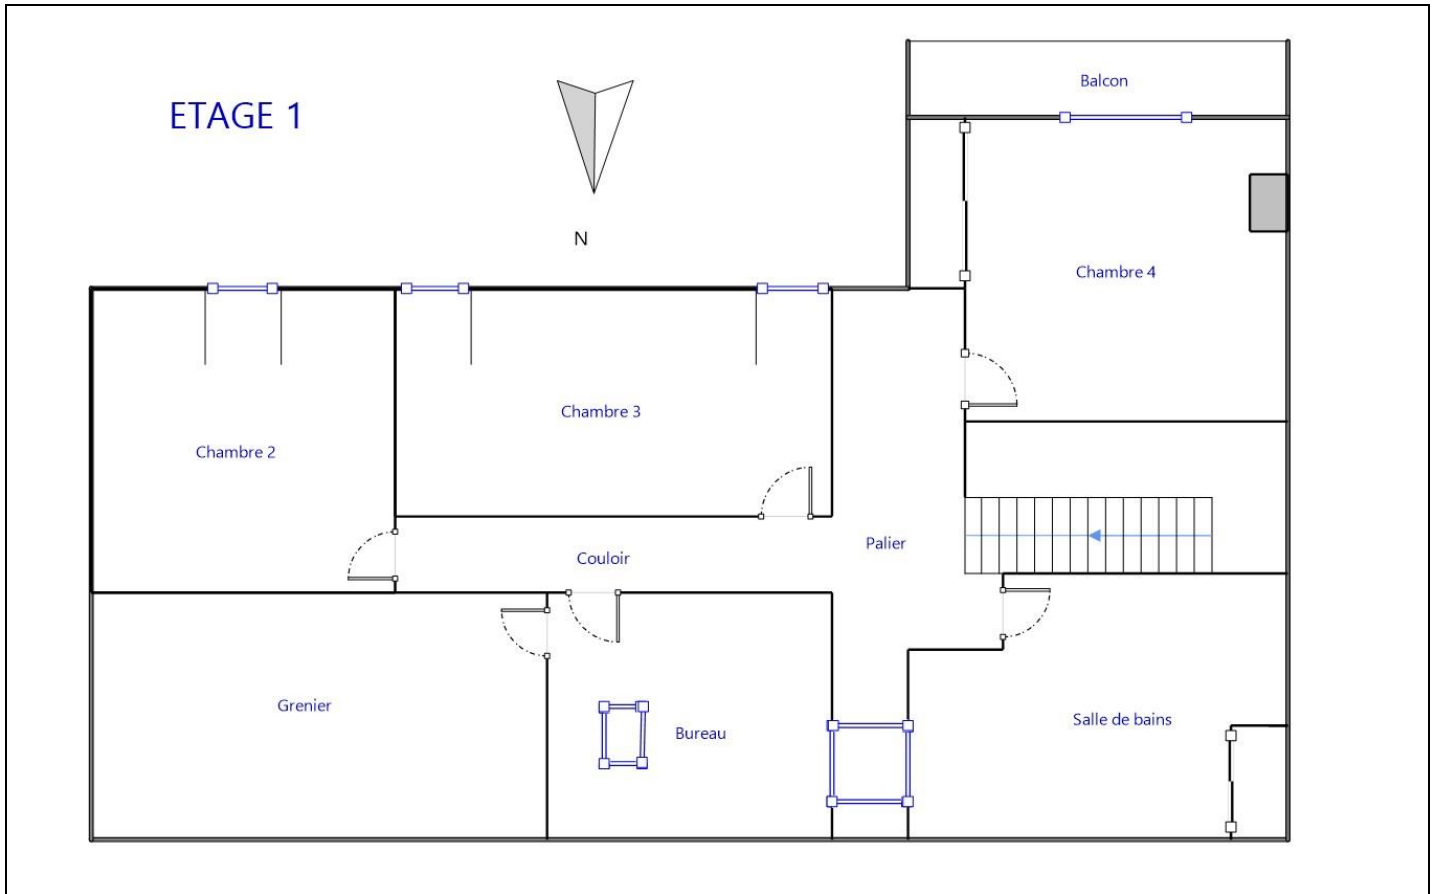 Balcon
ETAGE 1
N
Chambre 4
Chambre 3
Chambre 2
Palier
Couloir
Grenier
Salle de bains
Bureau